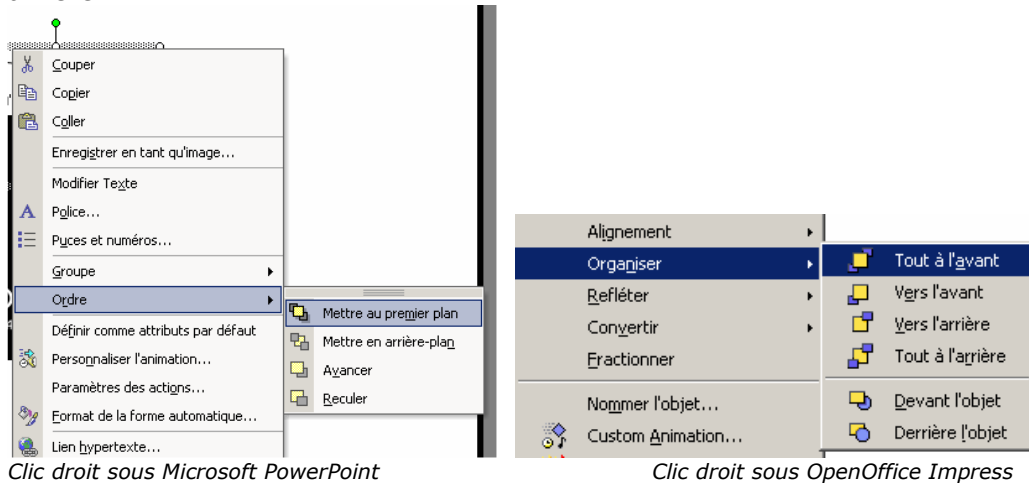 Couper
Copier
Coller
Enregistrer en tant qu'image...
Modifier Texte
Police...
Puces et numéros...
Groupe
Ordre
Définir comme attributs par défaut
Personnaliser l'animation...
Paramètres des actions...
Format de la forme automatique...
Lien hypertexte...
Mettre au premier plan
Mettre en arrière-plan
Avancer
Reculer
Clic droit sous Microsoft PowerPoint
Alignement
Organiser
Refléter
Convertir
Fractionner
Nommer l'objet...
Custom Animation...
Tout à l'avant
Vers l'avant
Vers l'arrière
Tout à l'arrière
Devant l'objet
Derrière l'objet
Clic droit sous OpenOffice Impress